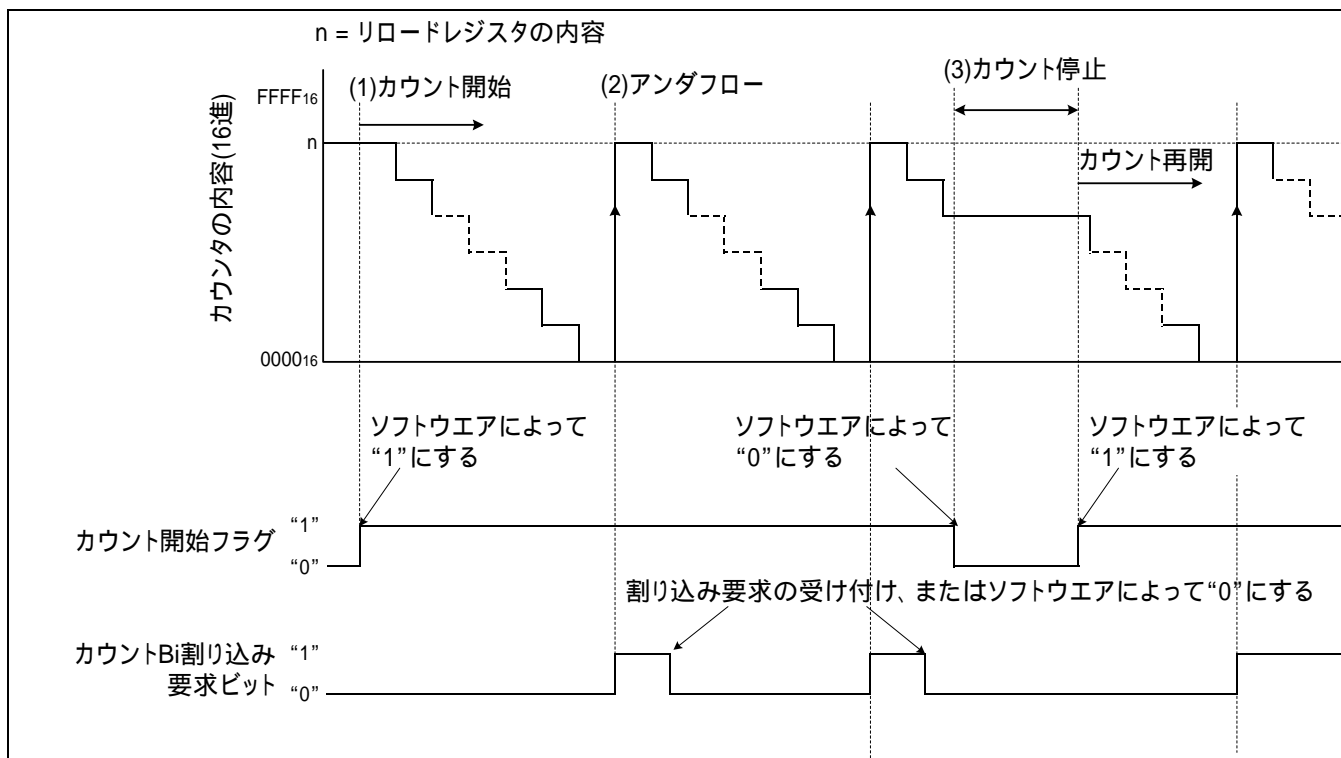 n = リロードレジスタの内容
(1)カウント開始
(2)アンダフロー
(3)カウント停止
カウンタの内容(16進)
FFFF16
n
カウント再開
000016
ソフトウエアによって
“1”にする
ソフトウエアによって
“0”にする
ソフトウエアによって
“1”にする
カウント開始フラグ
“1”
“0”
割り込み要求の受け付け、またはソフトウエアによって“0”にする
カウントBi割り込み
要求ビット
“1”
“0”